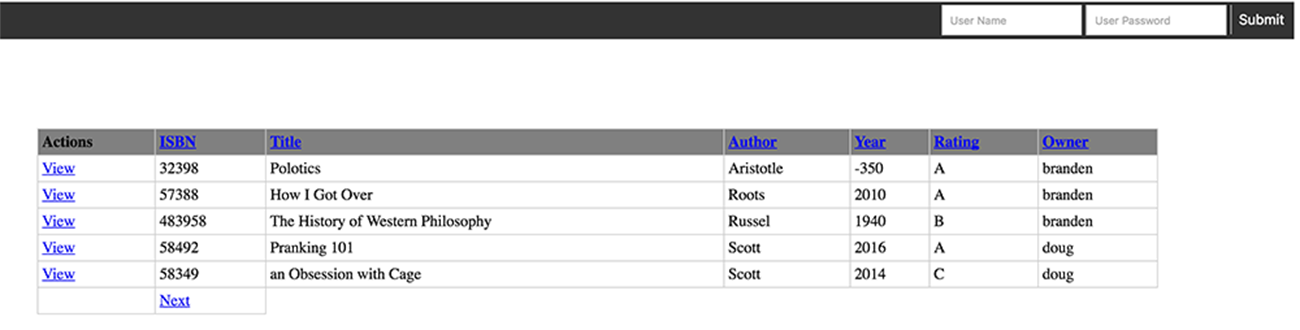 User Name User Password Submit
Actions ISBN Title Author Year Rating Owner
View 32398 Polotics Aristotle -350 A branden
View 57388 How I Got Over Roots 2010 A branden
View 483958 The History of Western Philosophy Russel 1940 B branden
View 58492 Pranking 101 Scott 2016 A doug
View 58349 an Obsession with Cage Scott 2014 C doug
Next